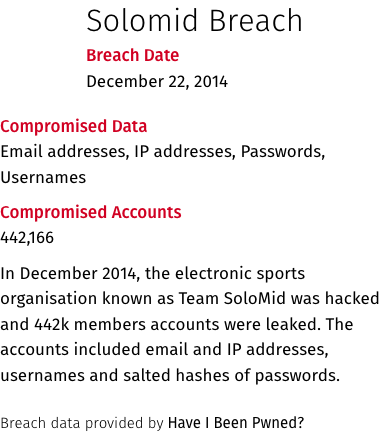 Solomid Breach
Breach Date
December 22, 2014
Compromised Data
Email addresses, IP addresses, Passwords,
Usernames
Compromised Accounts
442,166
In December 2014, the electronic sports
organisation known as Team SoloMid was hacked
and 442k members accounts were leaked. The
accounts included email and IP addresses,
usernames and salted hashes of passwords.
Breach data provided by Have I Been Pwned?